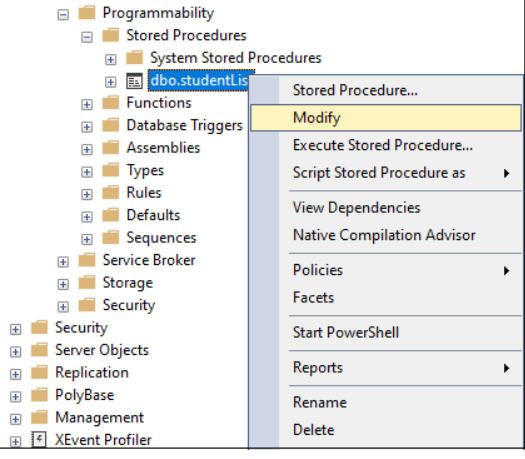 Programmability
Stored Procedures
System Stored Procedures
dbo.studentLis
Functions
Database Triggers
Assemblies
Types
Rules
Defaults
Sequences
Service Broker
Storage
Security
Security
Server Objects
Replication
PolyBase
Management
XEvent Profiler
Stored Procedure...
Modify
Execute Stored Procedure...
Script Stored Procedure as
View Dependencies
Native Compilation Advisor
Policies
Facets
Start PowerShell
Reports
Rename
Delete